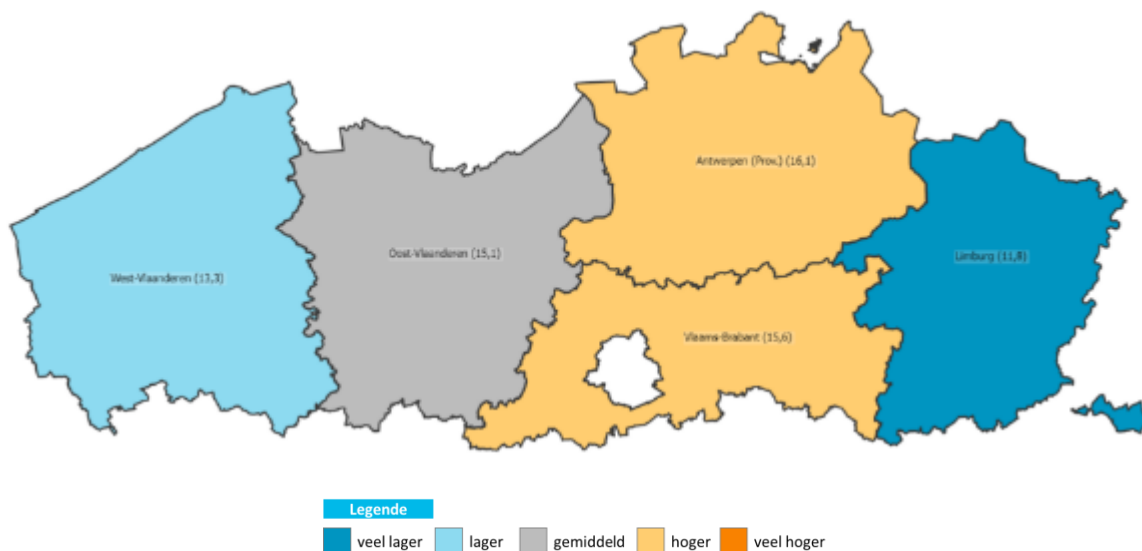 Antwerpen (Prov.) (16,1)
Oost-Vlaanderen (15,1)
Limburg (11,8)
West-Vlaanderen (13,3)
Vlaams-Brabant (15,6)
Legende
veel lager
lager
gemiddeld
hoger
veel hoger